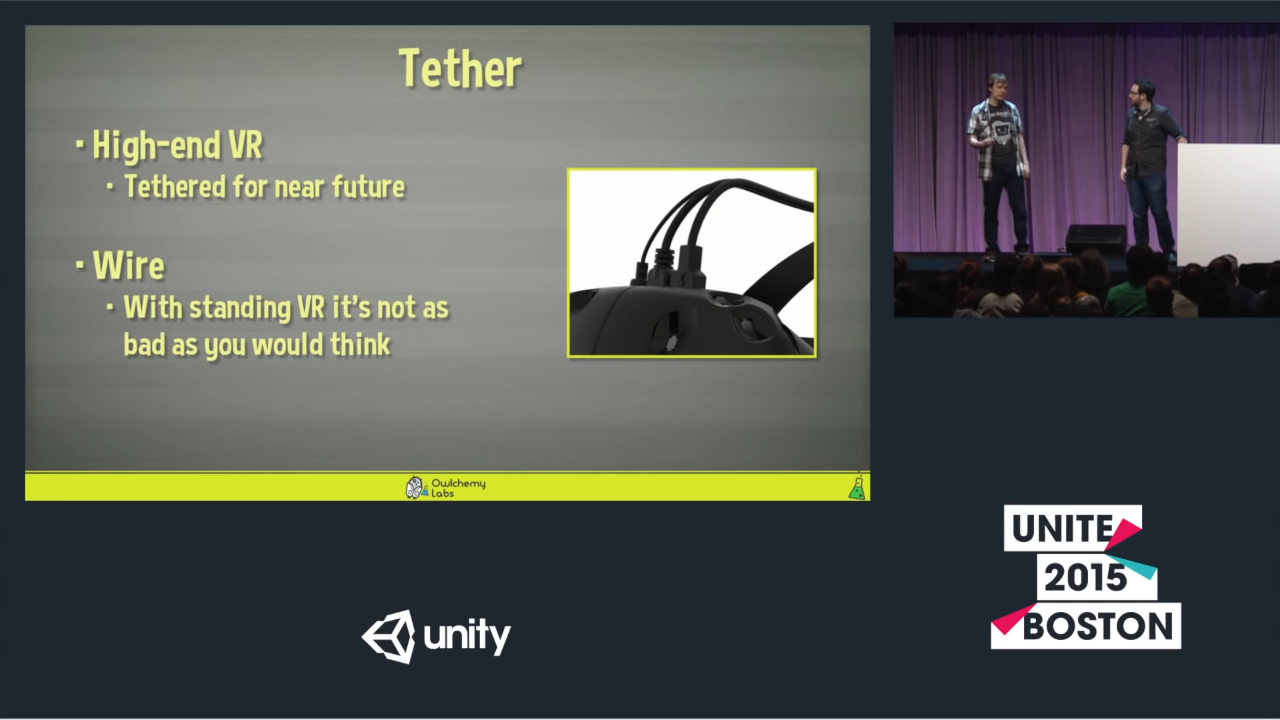 Tether
▪ High-end VR
▪ Tethered for near future
▪ Wire
▪ With standing VR it's not as
bad as you would think
Owlchemy
Labs
unity
UNITE
2015
BOSTON